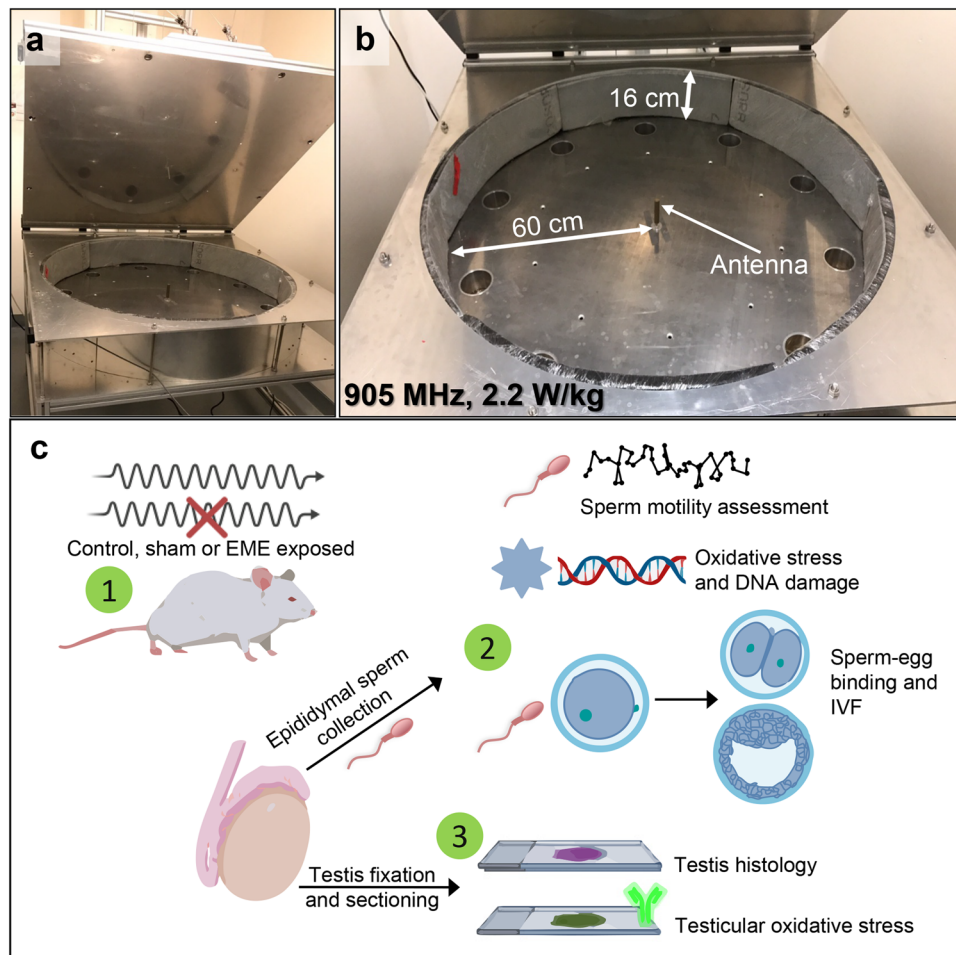 a
b
16 cm
60 cm
Antenna
905 MHz, 2.2 W/kg
c
Control, sham or EME exposed
1
Sperm motility assessment
Oxidative stress
and DNA damage
2
Epididymal sperm
collection
Sperm-egg
binding and
IVF
3
Testis fixation
and sectioning
Testis histology
Testicular oxidative stress